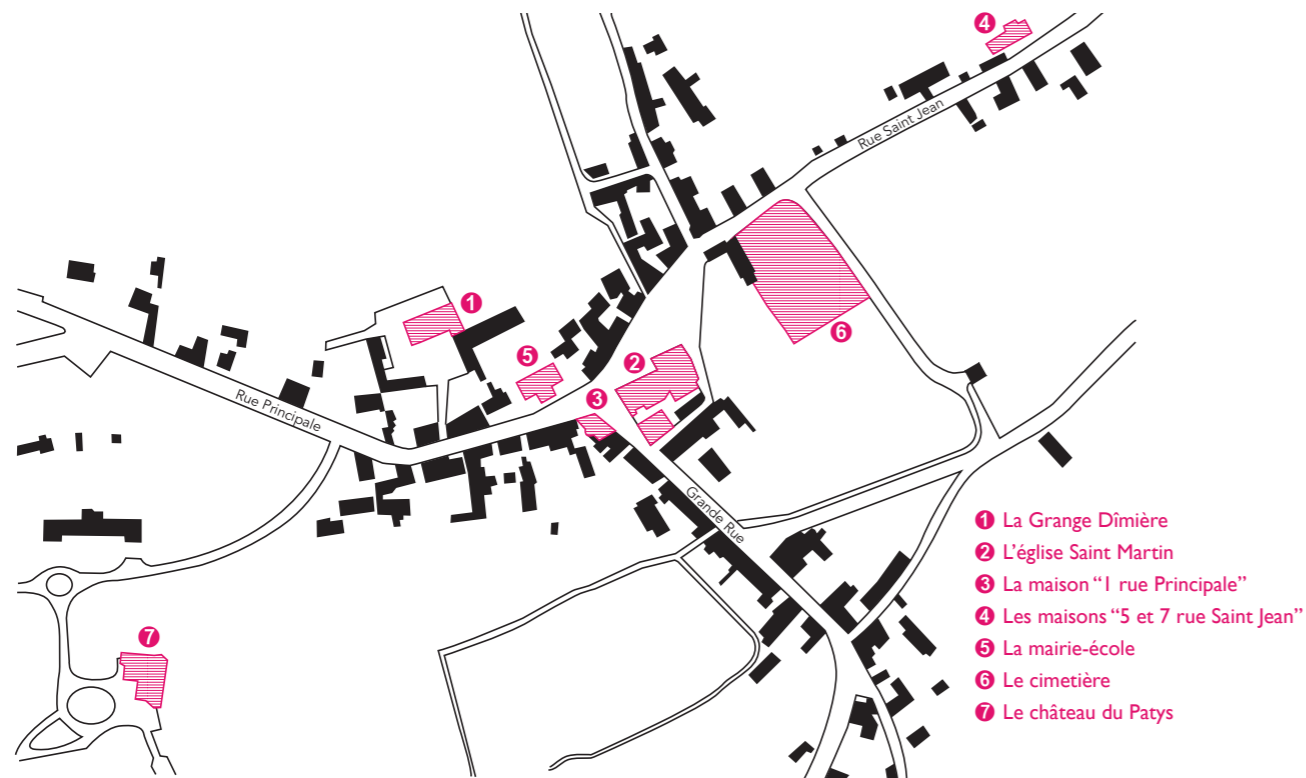 4
Rue Saint Jean
1
5
2
6
3
Rue Principale
Grande Rue
7
1 La Grange Dîmière
2 L'église Saint Martin
3 La maison “1 rue Principale”
4 Les maisons “5 et 7 rue Saint Jean”
5 La mairie-école
6 Le cimetière
7 Le château du Patys